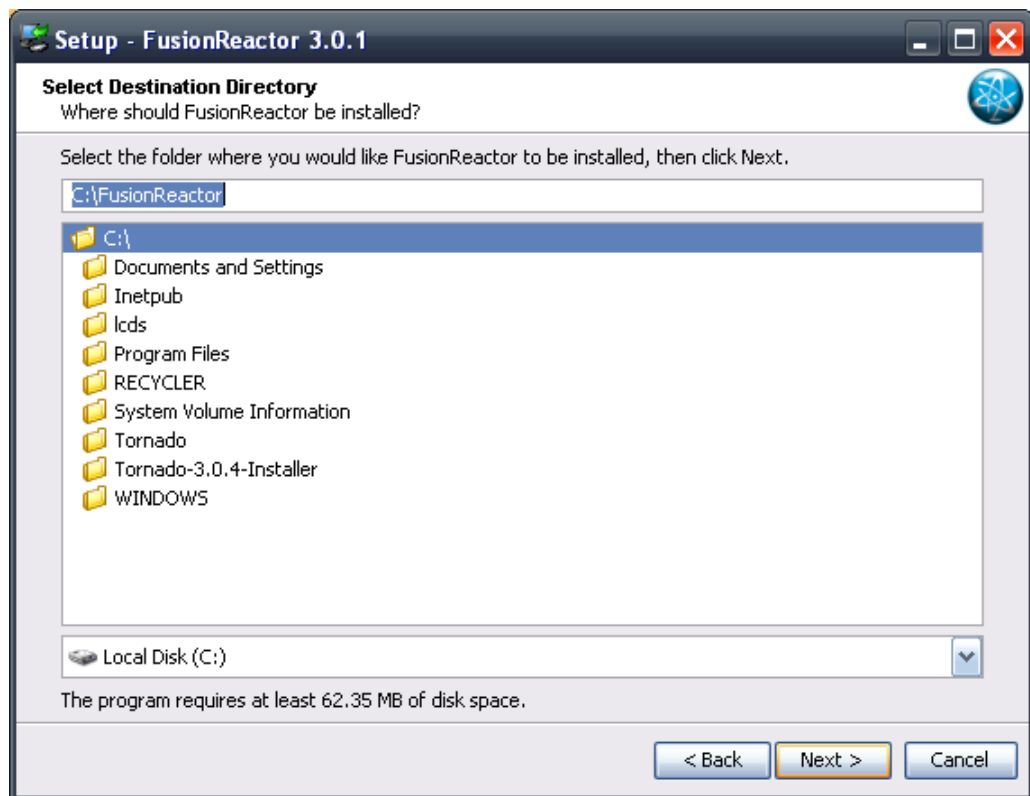 Setup - FusionReactor 3.0.1
Select Destination Directory
Where should FusionReactor be installed?
Select the folder where you would like FusionReactor to be installed, then click Next.
C:\FusionReactor
C:\
Documents and Settings
Inetpub
lcds
Program Files
RECYCLER
System Volume Information
Tornado
Tornado-3.0.4-Installer
WINDOWS
Local Disk (C:)
The program requires at least 62.35 MB of disk space.
< Back Next > Cancel